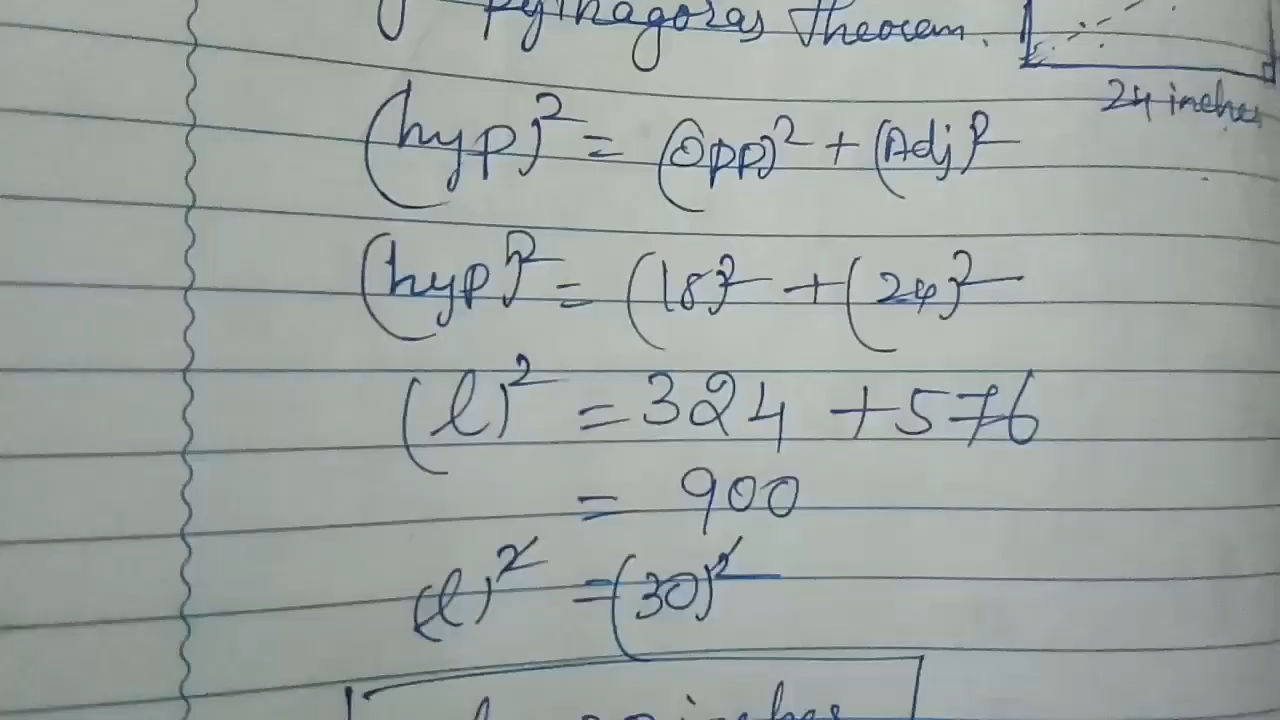 Pythagoras Theorem.
24 inches
(hyp)² = (Opp)² + (Adj)²
(hyp)² = (18)² + (24)²
(l)² = 324 + 576
= 900
(l)² = (30)²
inches